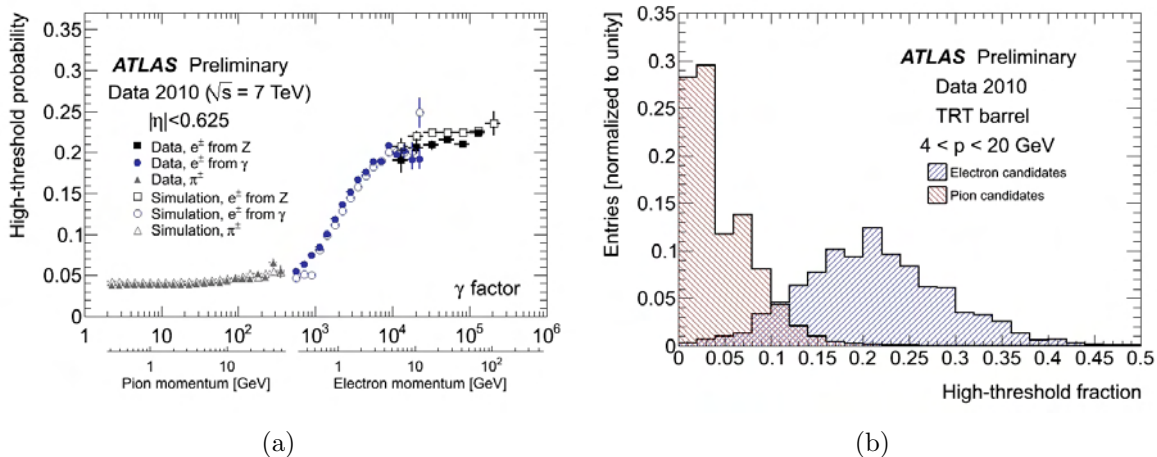 High-threshold probability
0.35
0.3
0.25
0.2
0.15
0.1
0.05
0
ATLAS Preliminary
Data 2010 (√s = 7 TeV)
|η|<0.625
Data, e± from Z
Data, e± from γ
Data, π±
Simulation, e± from Z
Simulation, e± from γ
Simulation, π±
γ factor
1 10 10² 10³ 10⁴ 10⁵ 10⁶
1 10 1 10 10²
Pion momentum [GeV] Electron momentum [GeV]
(a)
Entries [normalized to unity]
0.35
0.3
0.25
0.2
0.15
0.1
0.05
0
ATLAS Preliminary
Data 2010
TRT barrel
4 < p < 20 GeV
Electron candidates
Pion candidates
0 0.05 0.1 0.15 0.2 0.25 0.3 0.35 0.4 0.45 0.5
High-threshold fraction
(b)